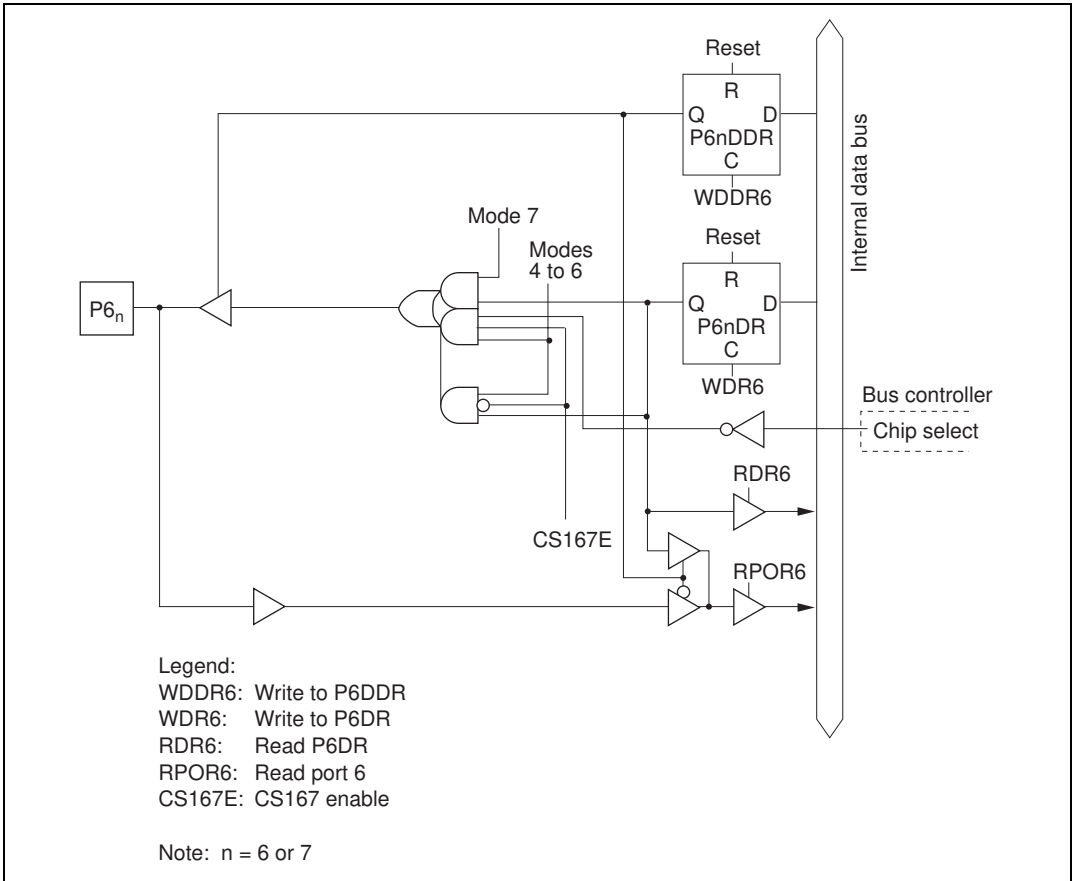 Reset
R
Q D
P6nDDR
C
WDDR6
Internal data bus
Mode 7
Modes
4 to 6
Reset
R
Q D
P6nDR
C
WDR6
P6n
Bus controller
Chip select
RDR6
CS167E
RPOR6
Legend:
WDDR6: Write to P6DDR
WDR6: Write to P6DR
RDR6: Read P6DR
RPOR6: Read port 6
CS167E: CS167 enable
Note: n = 6 or 7